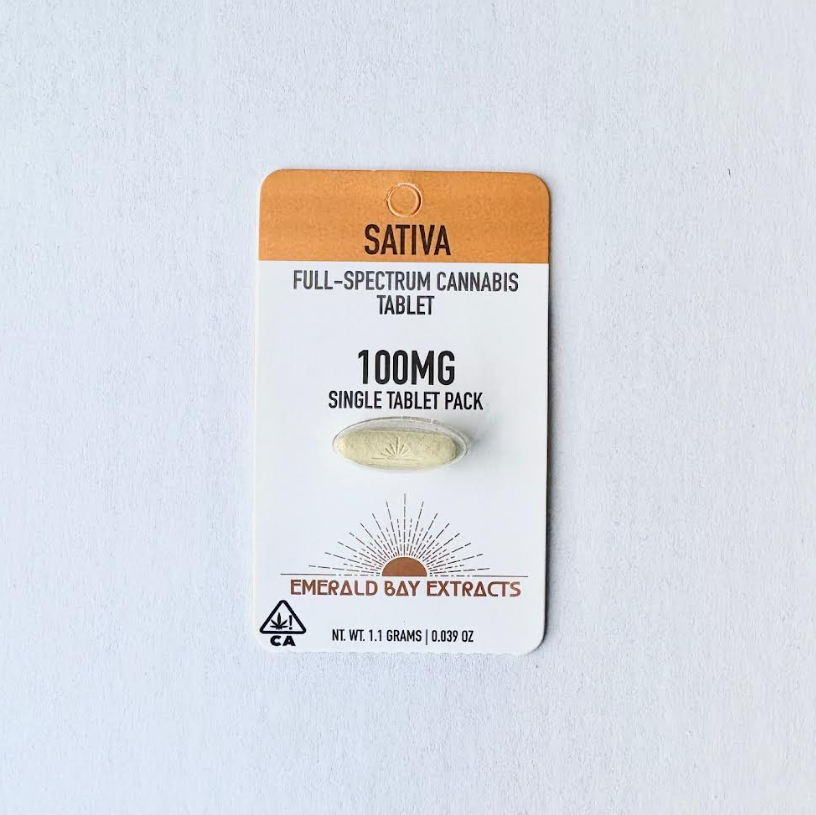 SATIVA
FULL-SPECTRUM CANNABIS
TABLET
100MG
SINGLE TABLET PACK
EMERALD BAY EXTRACTS
CA
NT. WT. 1.1 GRAMS | 0.039 OZ